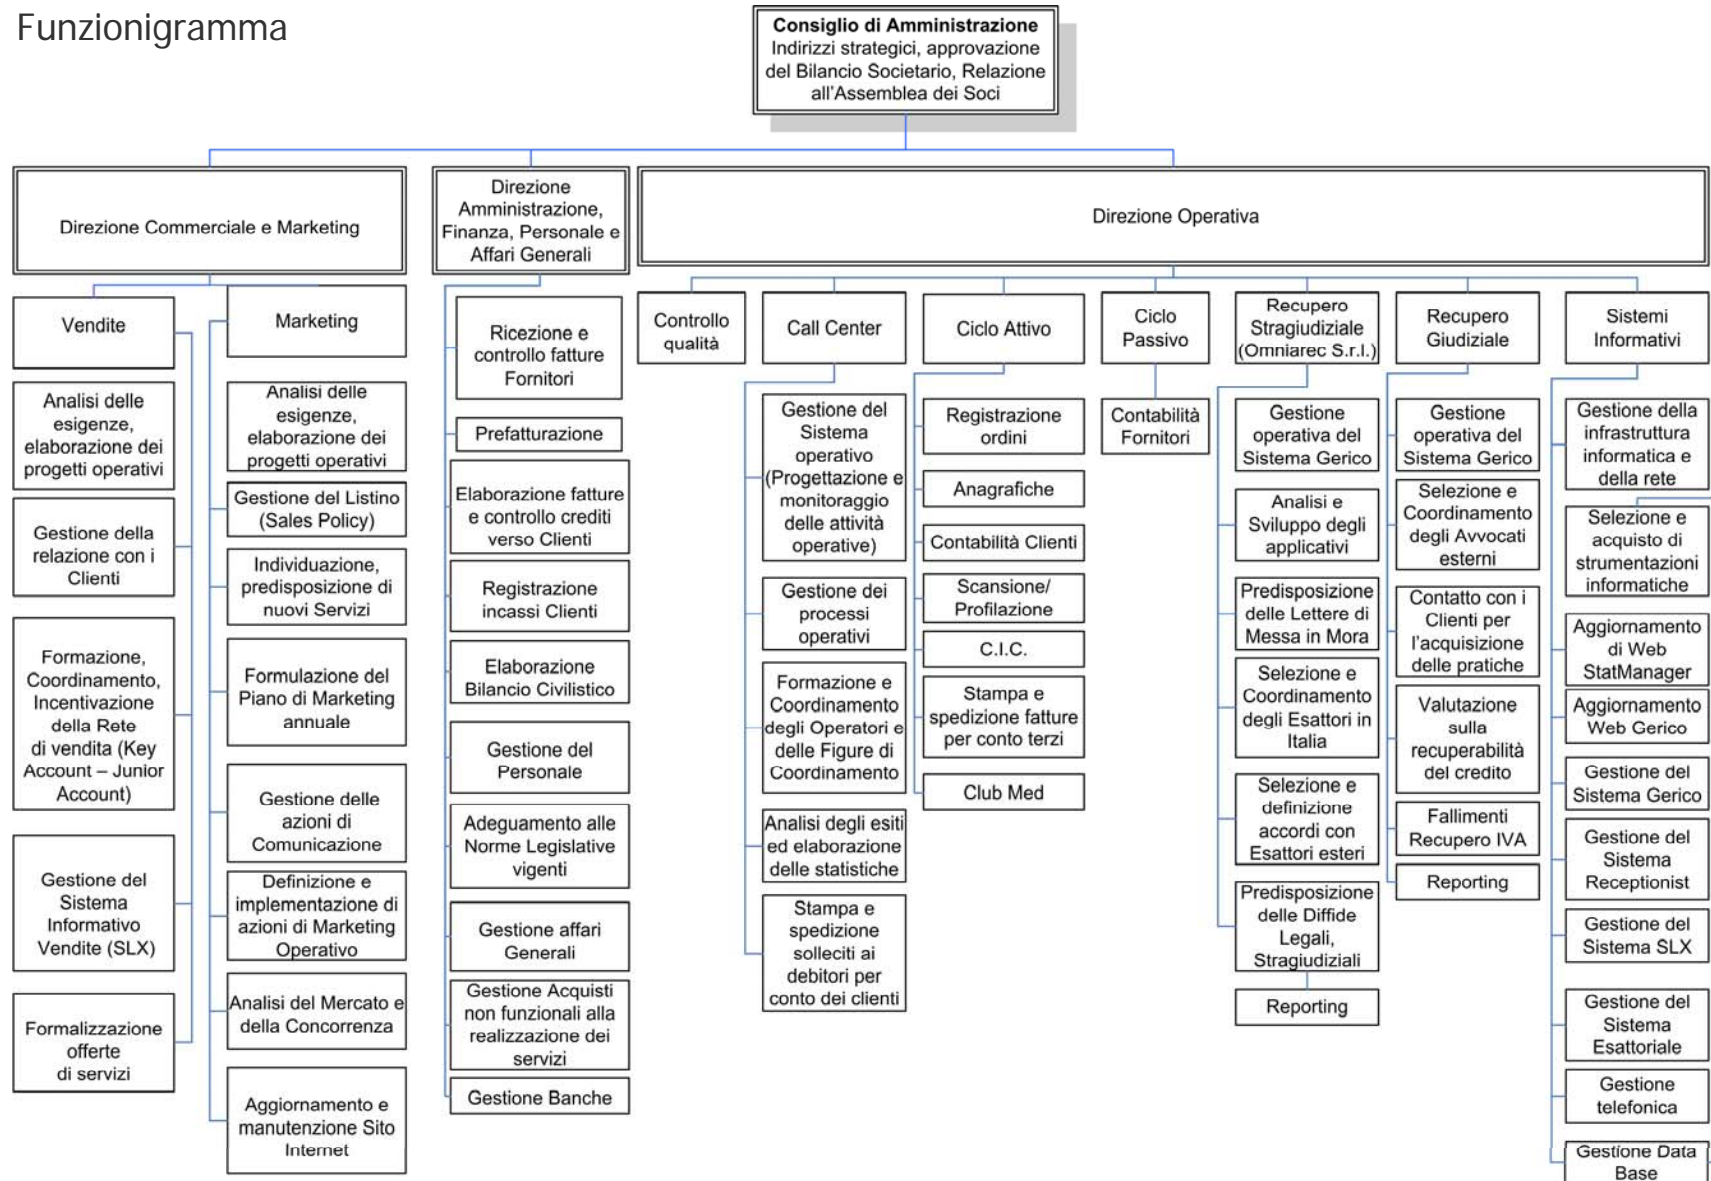 Funzionigramma
Consiglio di Amministrazione
Indirizzi strategici, approvazione
del Bilancio Societario, Relazione
all'Assemblea dei Soci
Direzione Commerciale e Marketing
Direzione
Amministrazione,
Finanza, Personale e
Affari Generali
Direzione Operativa
Vendite
Analisi delle
esigenze,
elaborazione dei
progetti operativi
Gestione della
relazione con i
Clienti
Formazione,
Coordinamento,
Incentivazione
della Rete
di vendita (Key
Account – Junior
Account)
Gestione del
Sistema
Informativo
Vendite (SLX)
Formalizzazione
offerte
di servizi
Marketing
Analisi delle
esigenze,
elaborazione dei
progetti operativi
Gestione del Listino
(Sales Policy)
Individuazione,
predisposizione di
nuovi Servizi
Formulazione del
Piano di Marketing
annuale
Gestione delle
azioni di
Comunicazione
Definizione e
implementazione di
azioni di Marketing
Operativo
Analisi del Mercato e
della Concorrenza
Aggiornamento e
manutenzione Sito
Internet
Ricezione e
controllo fatture
Fornitori
Prefatturazione
Elaborazione fatture
e controllo crediti
verso Clienti
Registrazione
incassi Clienti
Elaborazione
Bilancio Civilistico
Gestione del
Personale
Adeguamento alle
Norme Legislative
vigenti
Gestione affari
Generali
Gestione Acquisti
non funzionali alla
realizzazione dei
servizi
Gestione Banche
Controllo
qualità
Call Center
Gestione del
Sistema
operativo
(Progettazione e
monitoraggio
delle attività
operative)
Gestione dei
processi
operativi
Formazione e
Coordinamento
degli Operatori e
delle Figure di
Coordinamento
Analisi degli esiti
ed elaborazione
delle statistiche
Stampa e
spedizione
solleciti ai
debitori per
conto dei clienti
Ciclo Attivo
Registrazione
ordini
Anagrafiche
Contabilità Clienti
Scansione/
Profilazione
C.I.C.
Stampa e
spedizione fatture
per conto terzi
Club Med
Ciclo
Passivo
Contabilità
Fornitori
Recupero
Stragiudiziale
(Omniarec S.r.l.)
Gestione
operativa del
Sistema Gerico
Analisi e
Sviluppo degli
applicativi
Predisposizione
delle Lettere di
Messa in Mora
Selezione e
Coordinamento
degli Esattori in
Italia
Selezione e
definizione
accordi con
Esattori esteri
Predisposizione
delle Diffide
Legali,
Stragiudiziali
Reporting
Recupero
Giudiziale
Gestione
operativa del
Sistema Gerico
Selezione e
Coordinamento
degli Avvocati
esterni
Contatto con i
Clienti per
l'acquisizione
delle pratiche
Valutazione
sulla
recuperabilità
del credito
Fallimenti
Recupero IVA
Reporting
Sistemi
Informativi
Gestione della
infrastruttura
informatica e
della rete
Selezione e
acquisto di
strumentazioni
informatiche
Aggiornamento
di Web
StatManager
Aggiornamento
Web Gerico
Gestione del
Sistema Gerico
Gestione del
Sistema
Receptionist
Gestione del
Sistema SLX
Gestione del
Sistema
Esattoriale
Gestione
telefonica
Gestione Data
Base